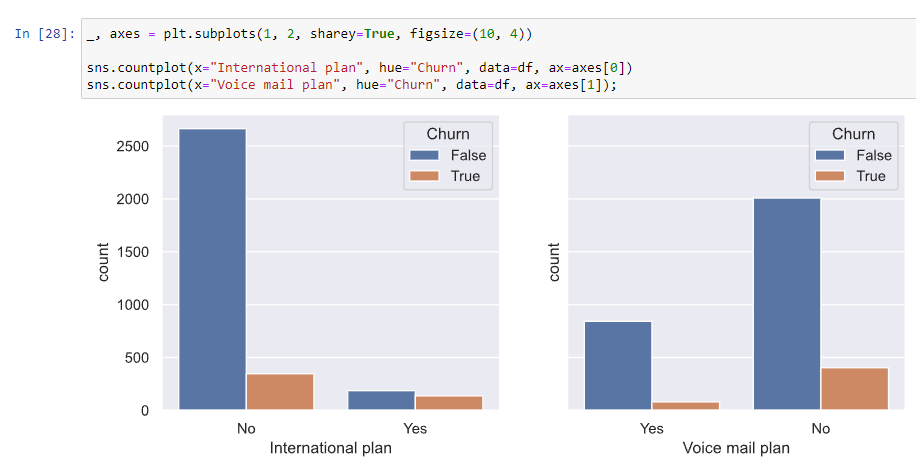 In [28]: _, axes = plt.subplots(1, 2, sharey=True, figsize=(10, 4))
sns.countplot(x="International plan", hue="Churn", data=df, ax=axes[0])
sns.countplot(x="Voice mail plan", hue="Churn", data=df, ax=axes[1]);
Churn
False
True
2500
2000
1500
1000
500
0
count
No Yes
International plan
Churn
False
True
count
Yes No
Voice mail plan